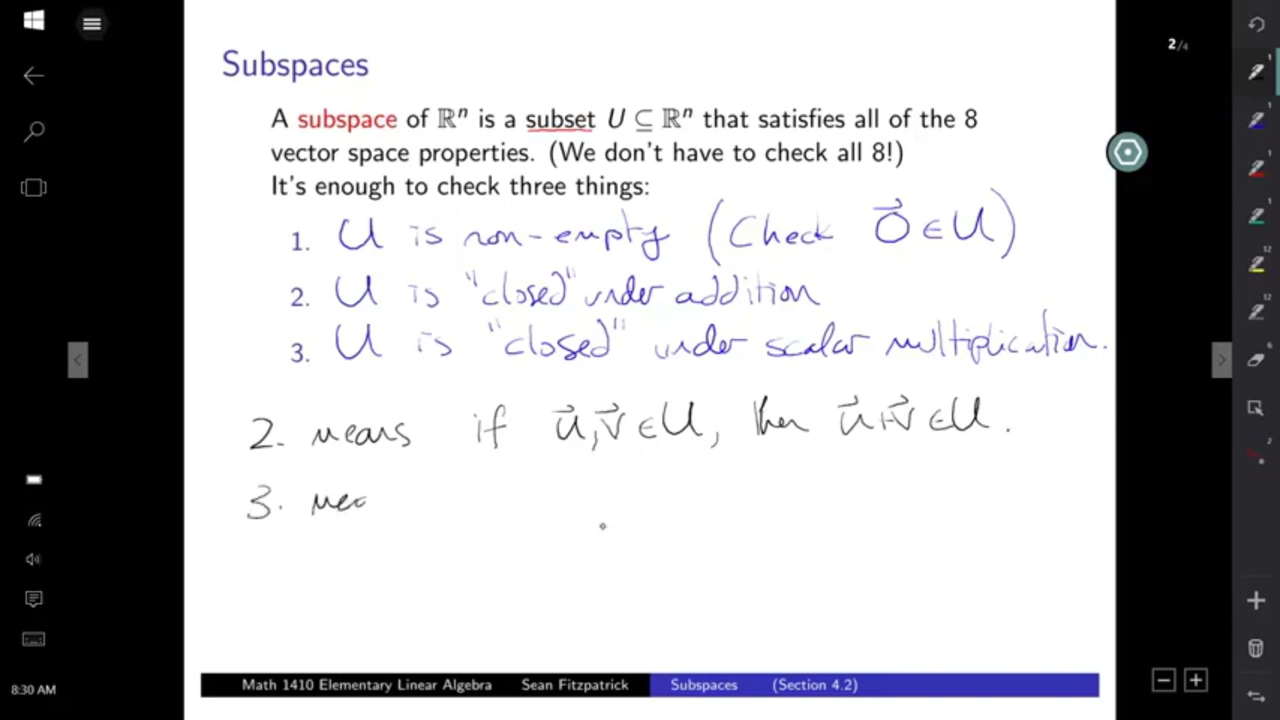 2/4
Subspaces
A subspace of ℝⁿ is a subset U ⊆ ℝⁿ that satisfies all of the 8
vector space properties. (We don't have to check all 8!)
It's enough to check three things:
1. U is non-empty (Check 0⃗ ∈ U)
2. U is "closed" under addition
3. U is "closed" under scalar multiplication.
2. means if u⃗, v⃗ ∈ U, then u⃗+v⃗ ∈ U.
3. mea
8:30 AM
Math 1410 Elementary Linear Algebra Sean Fitzpatrick Subspaces (Section 4.2)